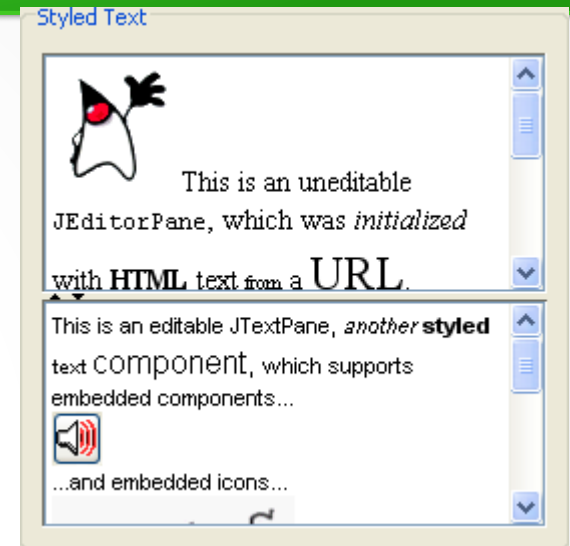 Styled Text
This is an uneditable
JEditorPane, which was initialized
with HTML text from a URL.
This is an editable JTextPane, another styled
text component, which supports
embedded components...
...and embedded icons...